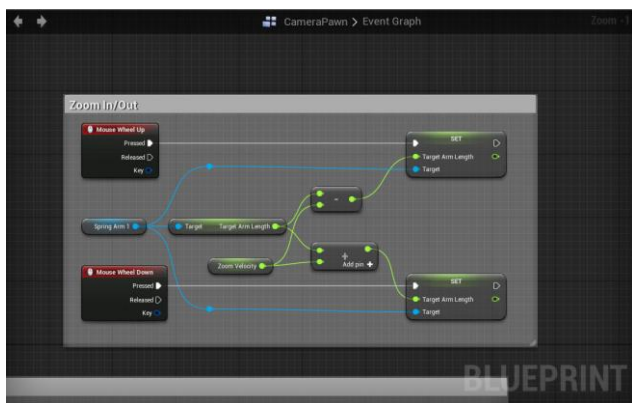 CameraPawn > Event Graph
Zoom -1
Zoom In/Out
Mouse Wheel Up
Pressed
Released
Key
SET
Target Arm Length
Target
-
Spring Arm 1
Target Target Arm Length
Zoom Velocity
+
Add pin +
Mouse Wheel Down
Pressed
Released
Key
SET
Target Arm Length
Target
BLUEPRINT